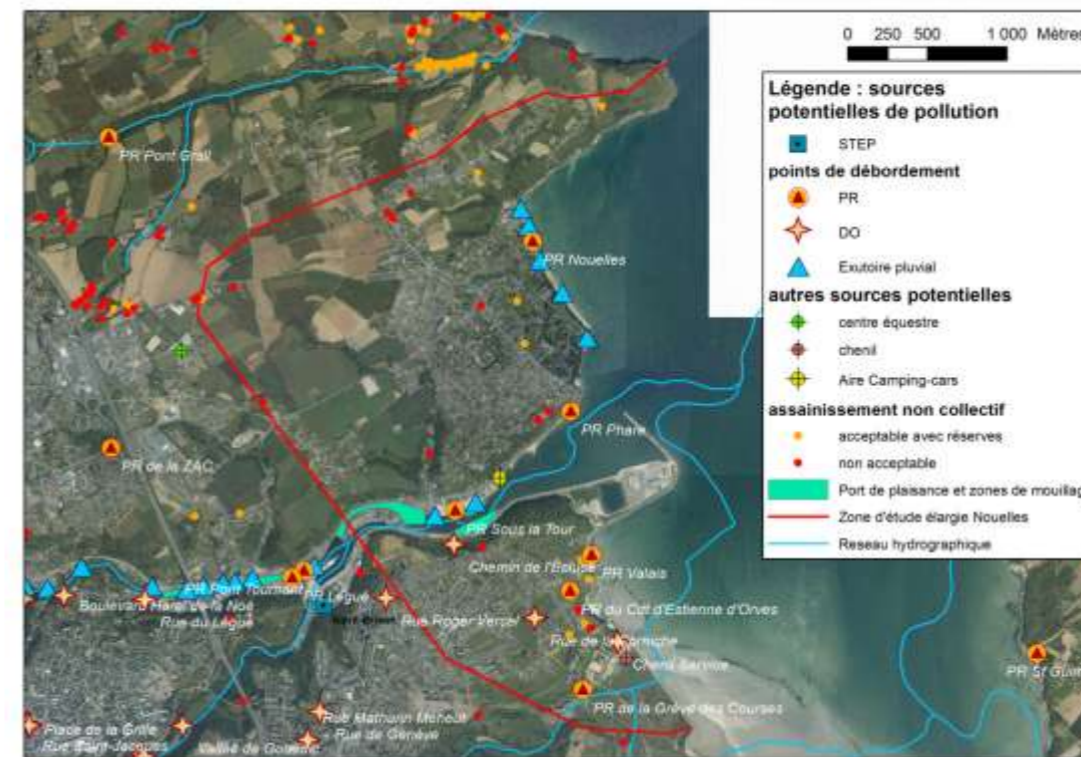 0 250 500 1 000 Mètres
Légende : sources
potentielles de pollution
STEP
points de débordement
PR
DO
Exutoire pluvial
autres sources potentielles
centre équestre
chenil
Aire Camping-cars
assainissement non collectif
acceptable avec réserves
non acceptable
Port de plaisance et zones de mouillag
Zone d'étude élargie Nouelles
Reseau hydrographique
PR Pont Grall
PR Nouelles
PR Phare
PR de la ZAC
PR Sous la Tour
Chemin de l'Ecluse
PR Valais
PR Pont Tournant
PR Légué
Boulevard Harel de la Noé
Rue du Légué
Rue Roger Vercel
PR du Cdt d'Estienne d'Orves
Rue de la Corniche
Chenil Service
PR St Guim
PR de la Grève des Courses
Place de la Grille
Rue Saint-Jacques
Rue Mathurin Méheut
- Rue de Genève
Vallée de Gouédic